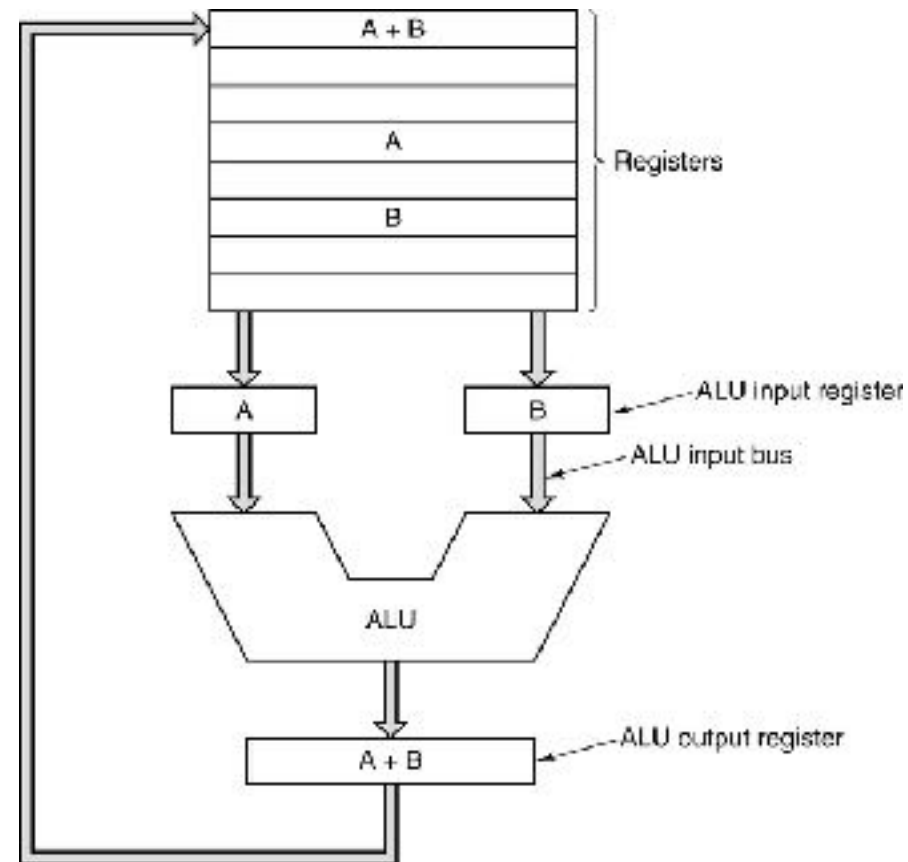 A + B
A
Registers
B
A
B
ALU input register
ALU input bus
ALU
ALU output register
A + B